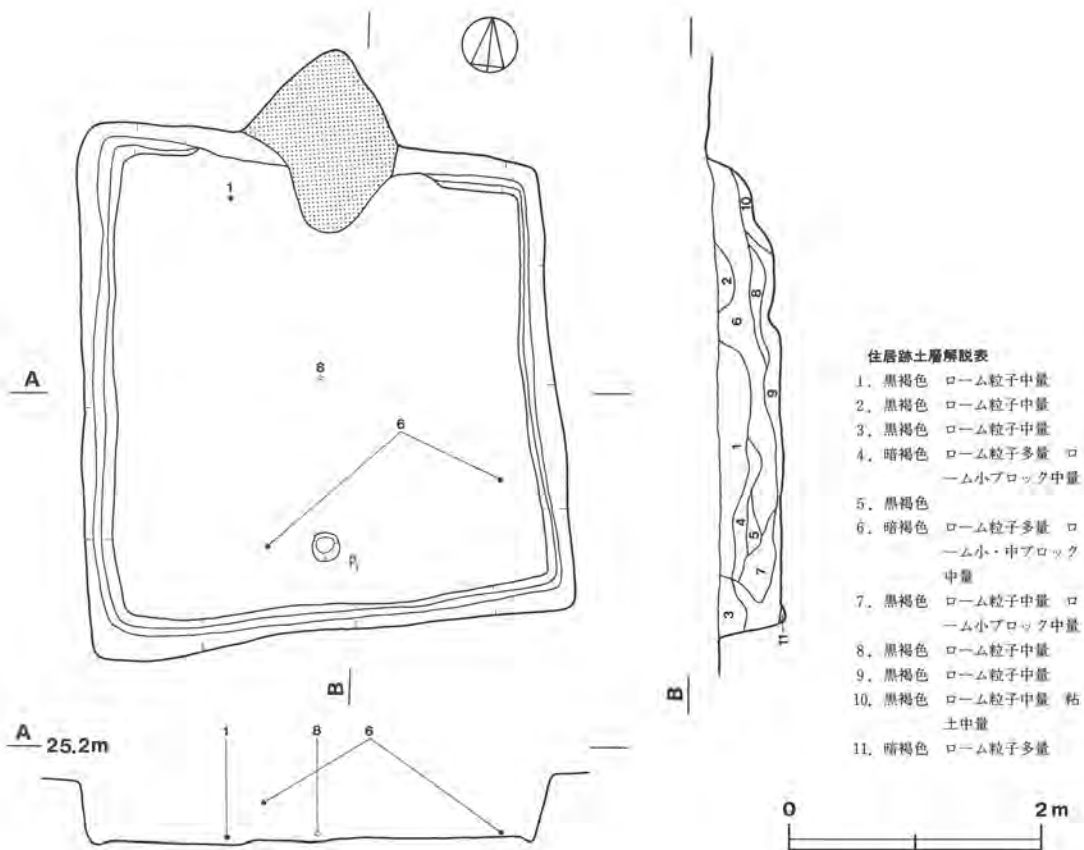 1
10
2
8
6
A
8
9
6
1
4
5
7
P₁
3
11
B
B
A 25.2m
1
8
6
住居跡土層解説表
1. 黒褐色 ローム粒子中量
2. 黒褐色 ローム粒子中量
3. 黒褐色 ローム粒子中量
4. 暗褐色 ローム粒子多量 ロ
ーム小ブロック中量
5. 黒褐色
6. 暗褐色 ローム粒子多量 ロ
ーム小・中ブロック
中量
7. 黒褐色 ローム粒子中量 ロ
ーム小ブロック中量
8. 黒褐色 ローム粒子中量
9. 黒褐色 ローム粒子中量
10. 黒褐色 ローム粒子中量 粘
土中量
11. 暗褐色 ローム粒子多量
0 2m